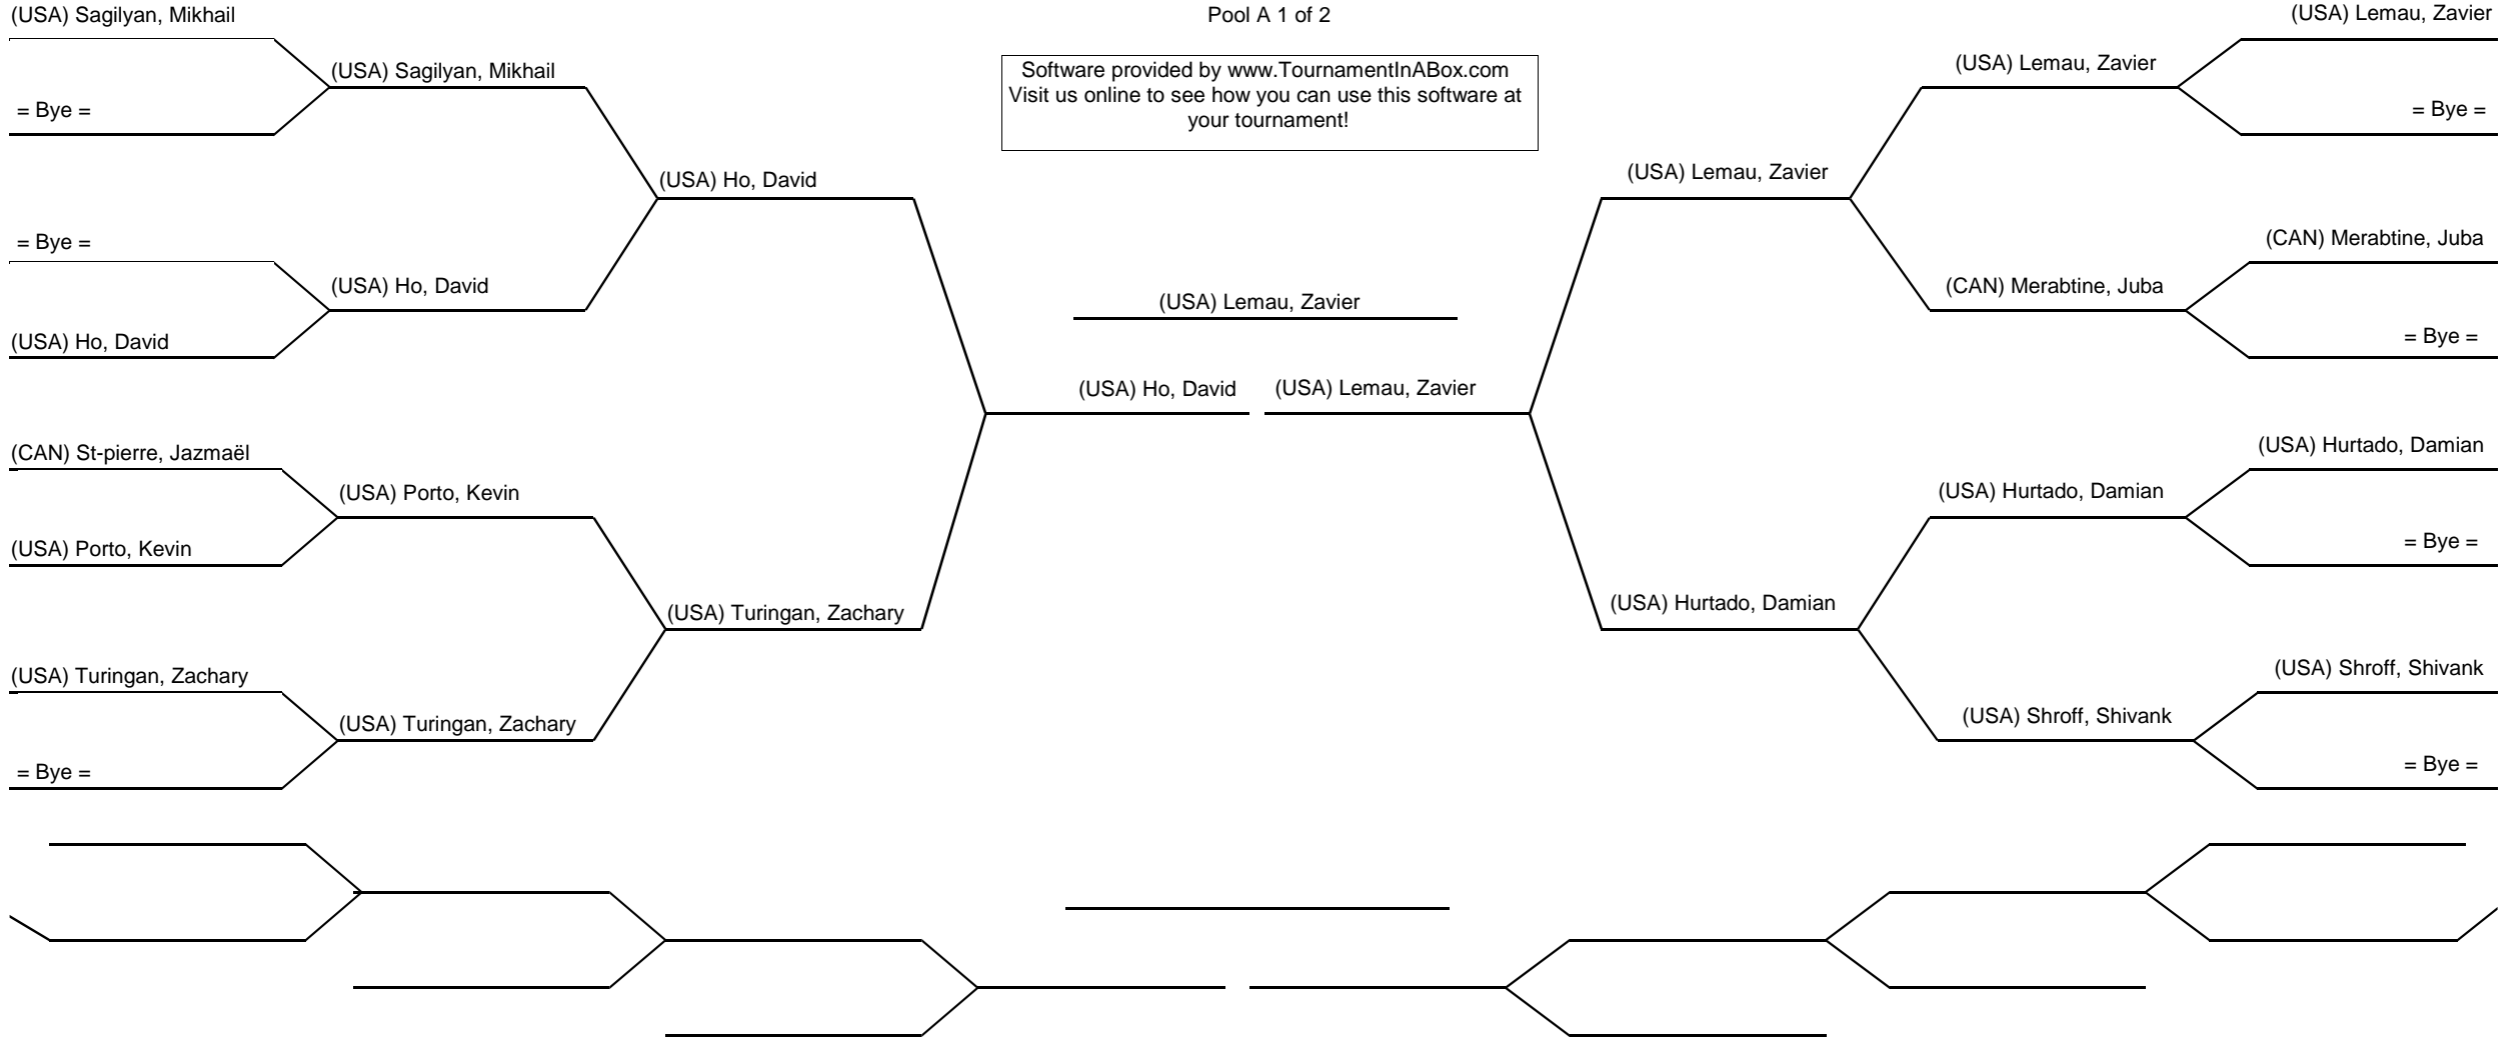 (USA) Sagilyan, Mikhail
Pool A 1 of 2
(USA) Lemau, Zavier
Software provided by www.TournamentInABox.com
Visit us online to see how you can use this software at
your tournament!
(USA) Sagilyan, Mikhail
(USA) Lemau, Zavier
= Bye =
= Bye =
(USA) Ho, David
(USA) Lemau, Zavier
= Bye =
(CAN) Merabtine, Juba
(USA) Ho, David
(USA) Lemau, Zavier
(CAN) Merabtine, Juba
(USA) Ho, David
= Bye =
(USA) Ho, David
(USA) Lemau, Zavier
(CAN) St-pierre, Jazmaël
(USA) Hurtado, Damian
(USA) Porto, Kevin
(USA) Hurtado, Damian
(USA) Porto, Kevin
= Bye =
(USA) Turingan, Zachary
(USA) Hurtado, Damian
(USA) Turingan, Zachary
(USA) Shroff, Shivank
(USA) Turingan, Zachary
(USA) Shroff, Shivank
= Bye =
= Bye =